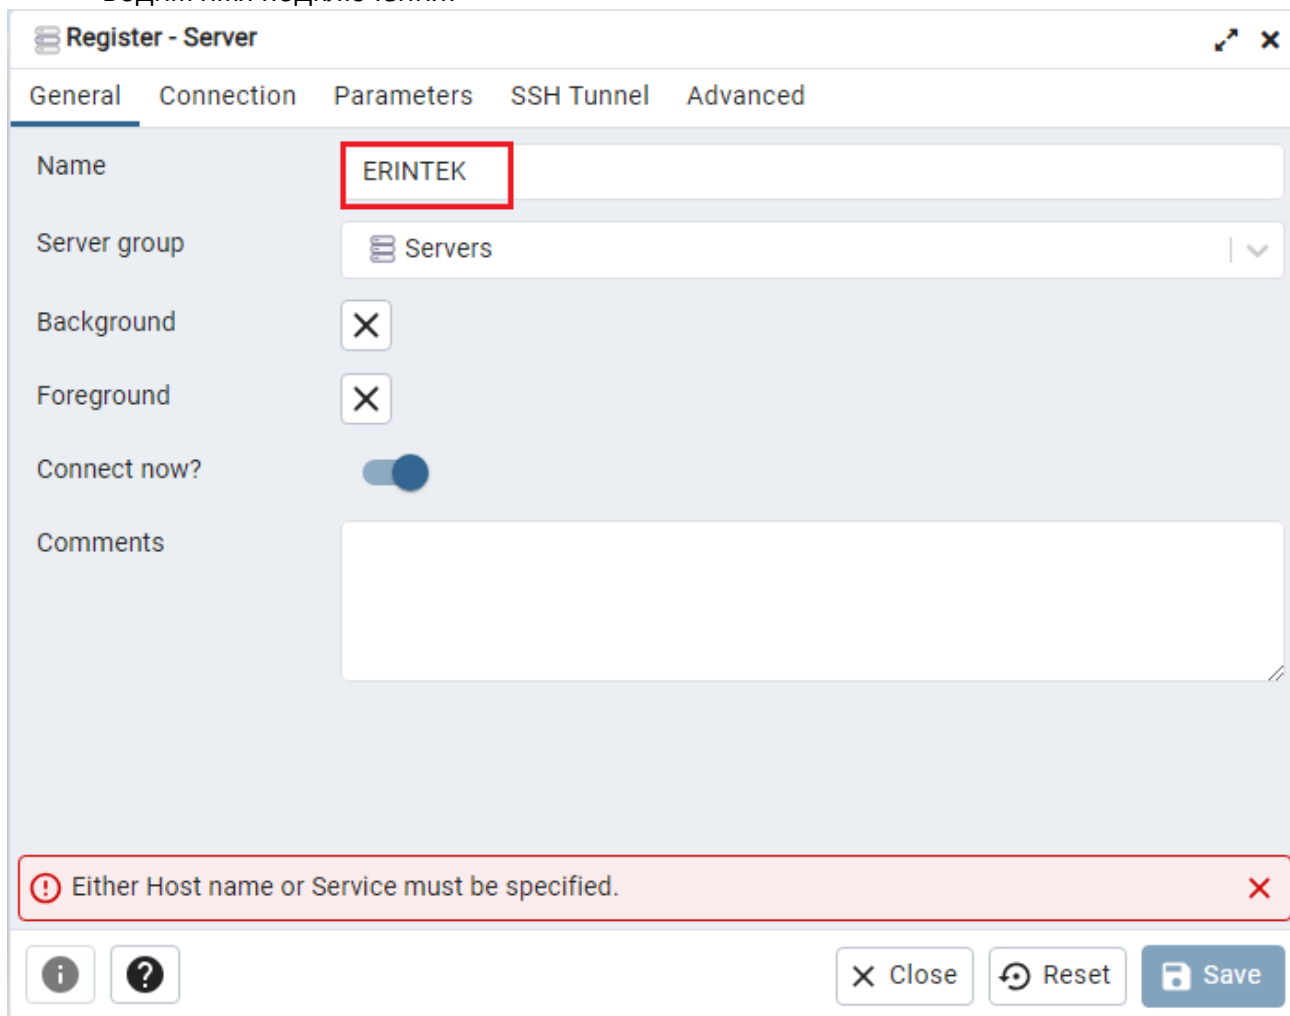 Register - Server
General Connection Parameters SSH Tunnel Advanced
Name ERINTEK
Server group Servers
Background
Foreground
Connect now?
Comments
Either Host name or Service must be specified.
Close Reset Save